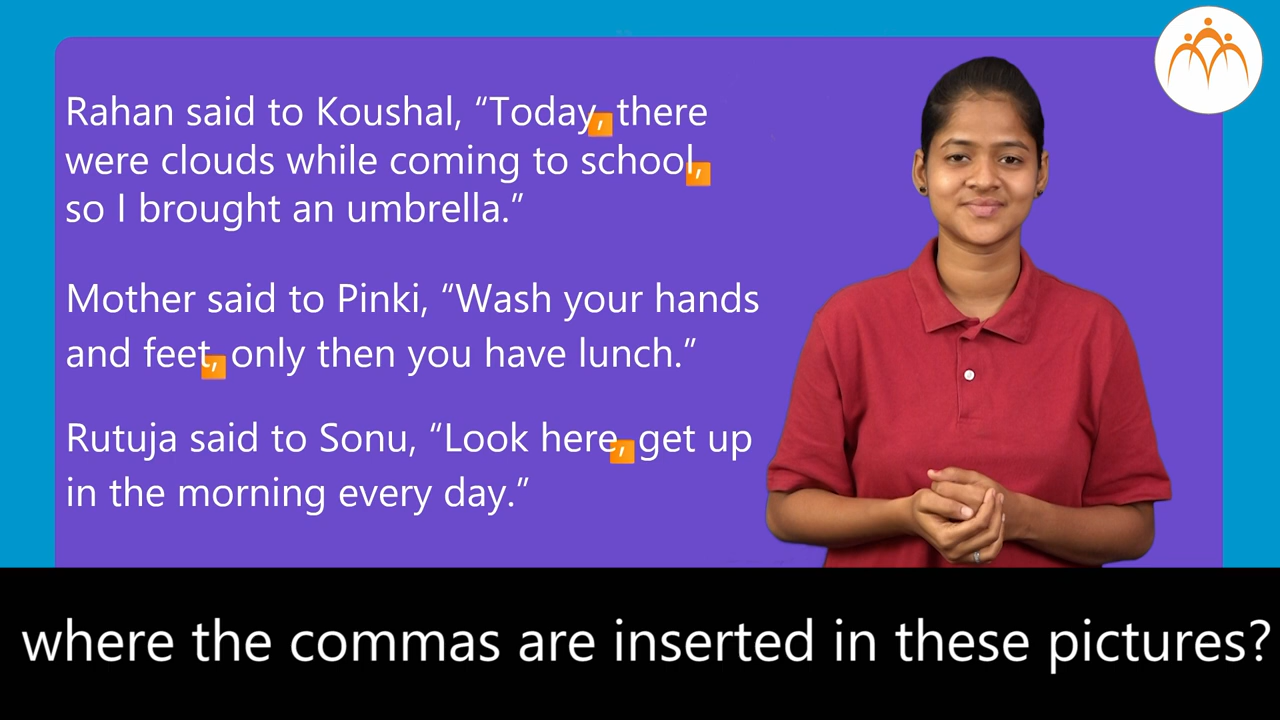 Rahan said to Koushal, “Today, there
were clouds while coming to school,
so I brought an umbrella.”
Mother said to Pinki, “Wash your hands
and feet, only then you have lunch.”
Rutuja said to Sonu, “Look here, get up
in the morning every day.”
where the commas are inserted in these pictures?